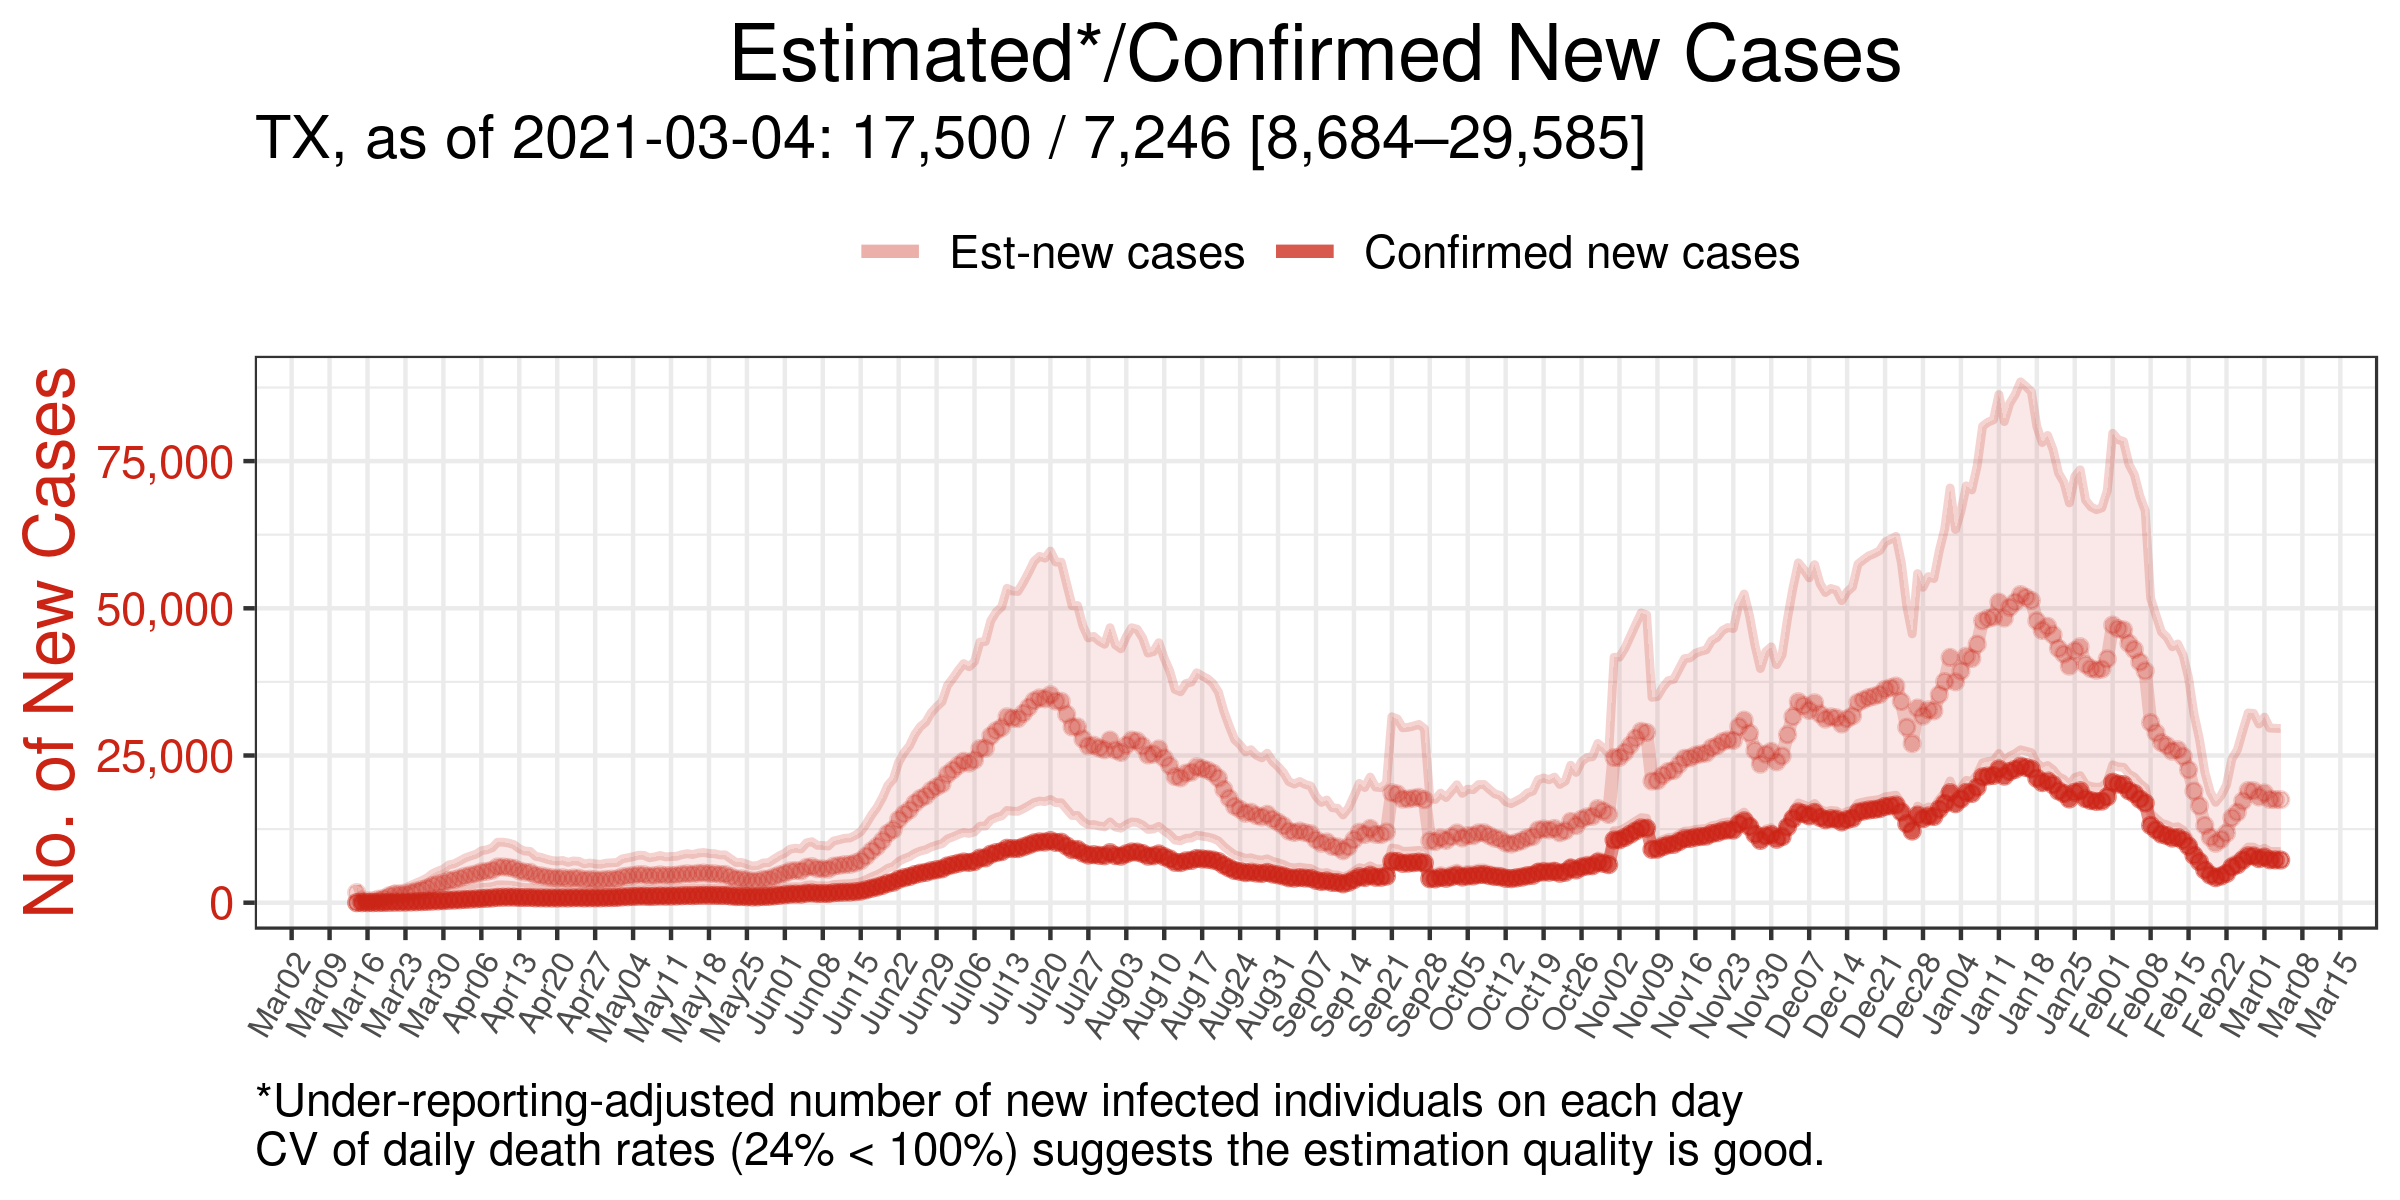 Estimated*/Confirmed New Cases
TX, as of 2021-03-04: 17,500 / 7,246 [8,684–29,585]
Est-new cases Confirmed new cases
No. of New Cases
75,000
50,000
25,000
0
Mar02 Mar09 Mar16 Mar23 Mar30 Apr06 Apr13 Apr20 Apr27 May04 May11 May18 May25 Jun01 Jun08 Jun15 Jun22 Jun29 Jul06 Jul13 Jul20 Jul27 Aug03 Aug10 Aug17 Aug24 Aug31 Sep07 Sep14 Sep21 Sep28 Oct05 Oct12 Oct19 Oct26 Nov02 Nov09 Nov16 Nov23 Nov30 Dec07 Dec14 Dec21 Dec28 Jan04 Jan11 Jan18 Jan25 Feb01 Feb08 Feb15 Feb22 Mar01 Mar08 Mar15
*Under-reporting-adjusted number of new infected individuals on each day
CV of daily death rates (24% < 100%) suggests the estimation quality is good.